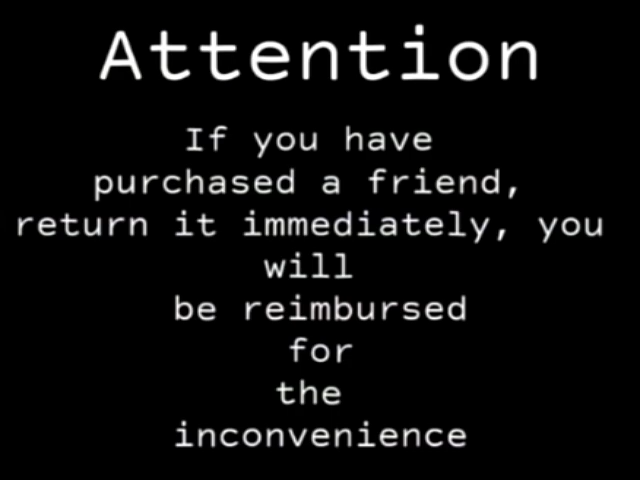 Attention
If you have
purchased a friend,
return it immediately, you
will
be reimbursed
for
the
inconvenience